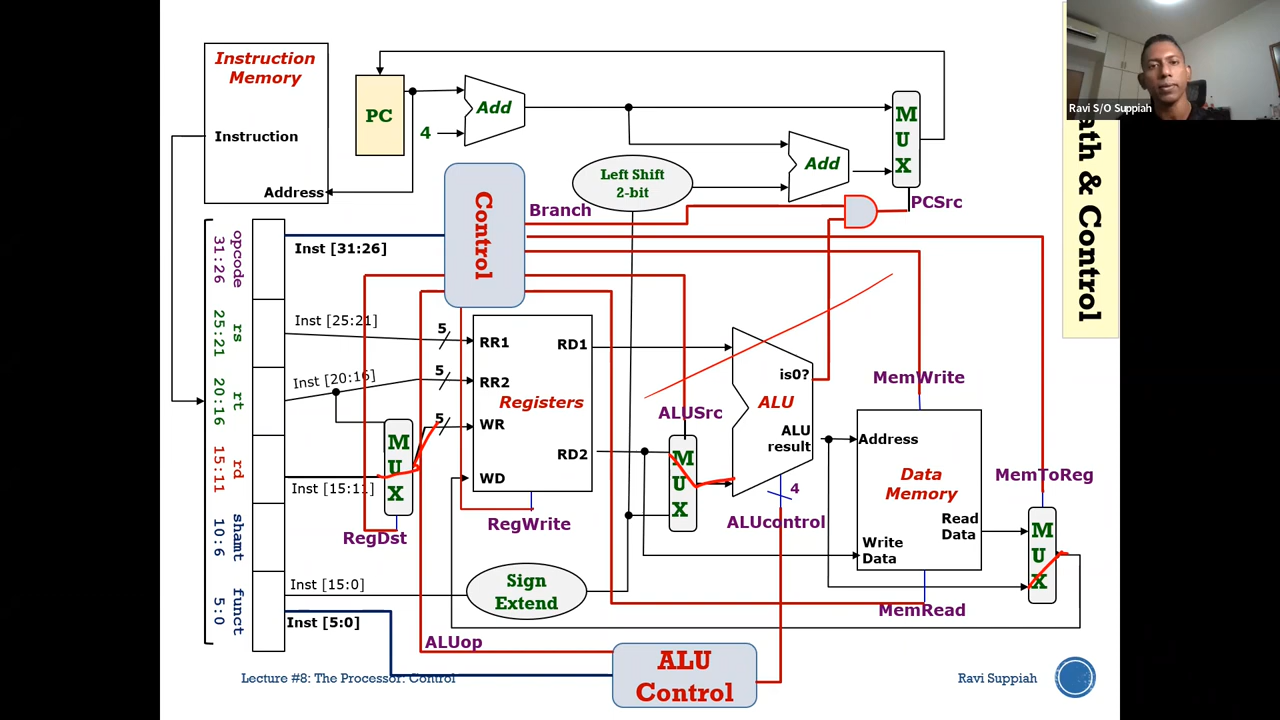 Instruction
Memory
Instruction
Address
PC
4
Add
Left Shift
2-bit
Add
M
U
X
PCSrc
Control
Branch
Ravi S/O Suppiah
ath & Control
opcode
31:26
rs
25:21
rt
20:16
rd
15:11
shamt
10:6
funct
5:0
Inst [31:26]
Inst [25:21]
Inst [20:16]
Inst [15:11]
Inst [15:0]
Inst [5:0]
5
5
5
M
U
X
RegDst
RR1
RR2
WR
WD
Registers
RD1
RD2
RegWrite
Sign
Extend
ALUSrc
M
U
X
is0?
ALU
ALU
result
4
ALUcontrol
MemWrite
Address
Data
Memory
Read
Data
Write
Data
MemRead
MemToReg
M
U
X
ALUop
ALU
Control
Lecture #8: The Processor: Control
Ravi Suppiah